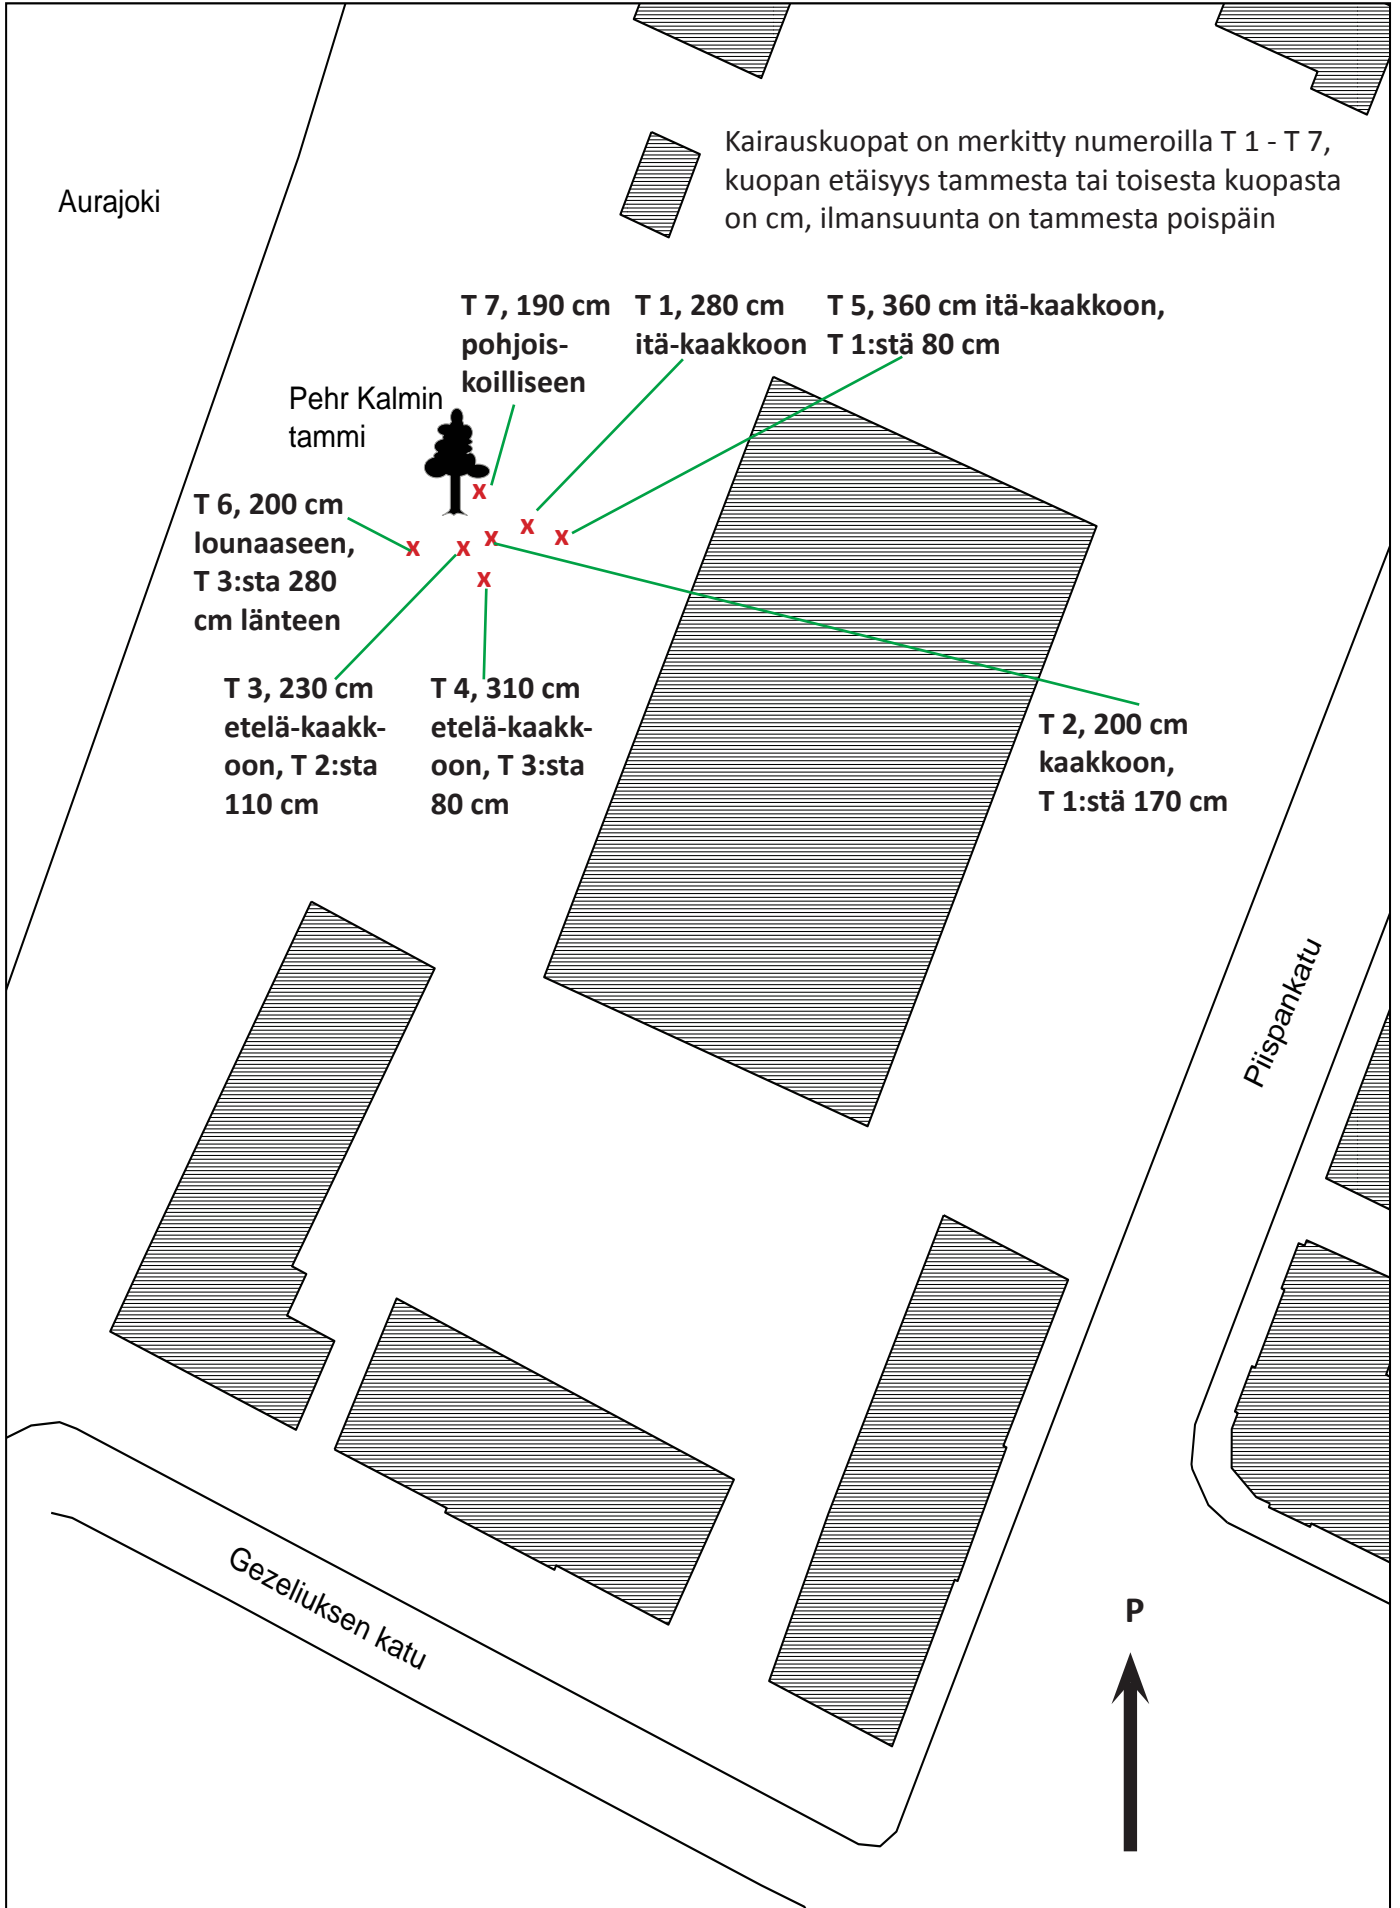 Kairauskuopat on merkitty numeroilla T 1 - T 7,
kuopan etäisyys tammesta tai toisesta kuopasta
on cm, ilmansuunta on tammesta poispäin
Aurajoki
T 7, 190 cm
pohjois-
koilliseen
T 1, 280 cm
itä-kaakkoon
T 5, 360 cm itä-kaakkoon,
T 1:stä 80 cm
Pehr Kalmin
tammi
T 6, 200 cm
lounaaseen,
T 3:sta 280
cm länteen
x
x
x
x
x
x
x
T 3, 230 cm
etelä-kaakk-
oon, T 2:sta
110 cm
T 4, 310 cm
etelä-kaakk-
oon, T 3:sta
80 cm
T 2, 200 cm
kaakkoon,
T 1:stä 170 cm
Piispankatu
Gezeliuksen katu
P